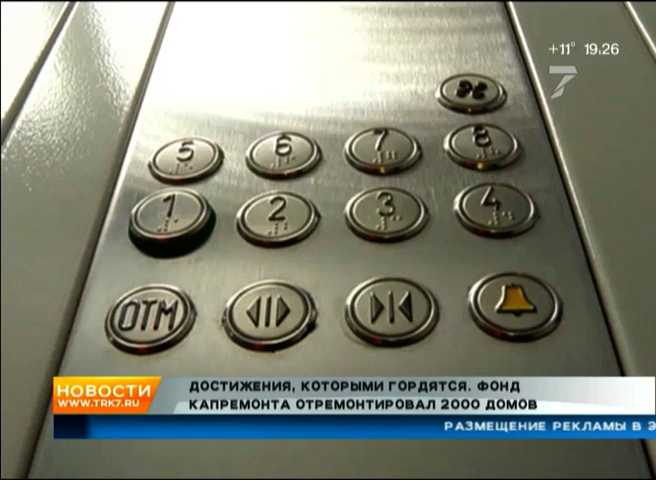 +11° 19:26
7
5 6 7 8
1 2 3 4
ОТМ
НОВОСТИ
WWW.TRK7.RU
ДОСТИЖЕНИЯ, КОТОРЫМИ ГОРДЯТСЯ. ФОНД
КАПРЕМОНТА ОТРЕМОНТИРОВАЛ 2000 ДОМОВ
РАЗМЕЩЕНИЕ РЕКЛАМЫ В Э